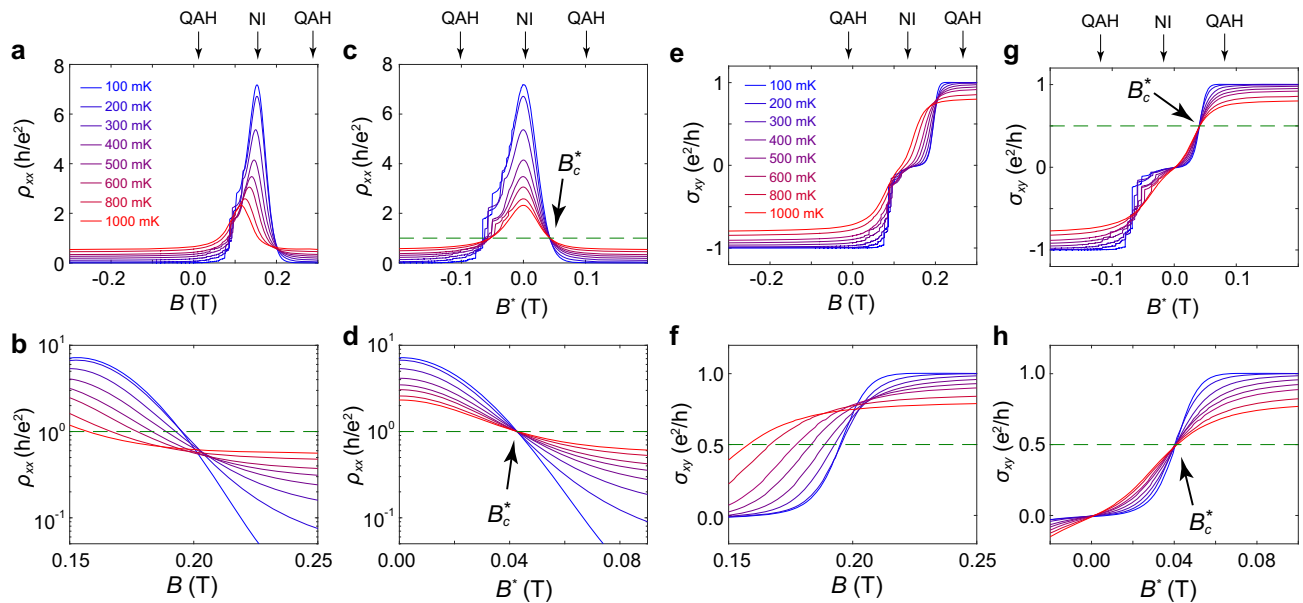 QAH NI QAH
a
8
6
4
2
0
ρxx (h/e²)
100 mK
200 mK
300 mK
400 mK
500 mK
600 mK
800 mK
1000 mK
-0.2 0.0 0.2
B (T)
QAH NI QAH
c
8
6
4
2
0
ρxx (h/e²)
Bc*
-0.1 0.0 0.1
B* (T)
QAH NI QAH
e
1
0
-1
σxy (e²/h)
100 mK
200 mK
300 mK
400 mK
500 mK
600 mK
800 mK
1000 mK
-0.2 0.0 0.2
B (T)
QAH NI QAH
g
1
0
-1
σxy (e²/h)
Bc*
-0.1 0.0 0.1
B* (T)
b
10¹
10⁰
10⁻¹
ρxx (h/e²)
0.15 0.20 0.25
B (T)
d
10¹
10⁰
10⁻¹
ρxx (h/e²)
Bc*
0.00 0.04 0.08
B* (T)
f
1.0
0.5
0.0
σxy (e²/h)
0.15 0.20 0.25
B (T)
h
1.0
0.5
0.0
σxy (e²/h)
Bc*
0.00 0.04 0.08
B* (T)